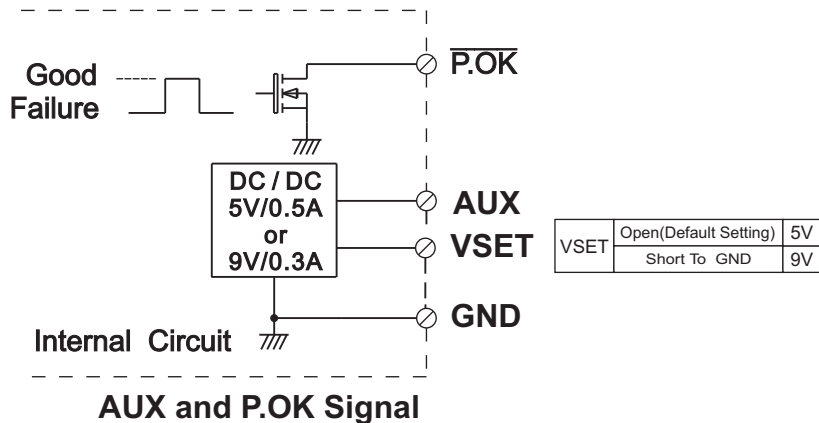 Good
Failure
P.OK
DC / DC
5V/0.5A
or
9V/0.3A
AUX
VSET
GND
VSET Open(Default Setting) 5V
Short To GND 9V
Internal Circuit
AUX and P.OK Signal